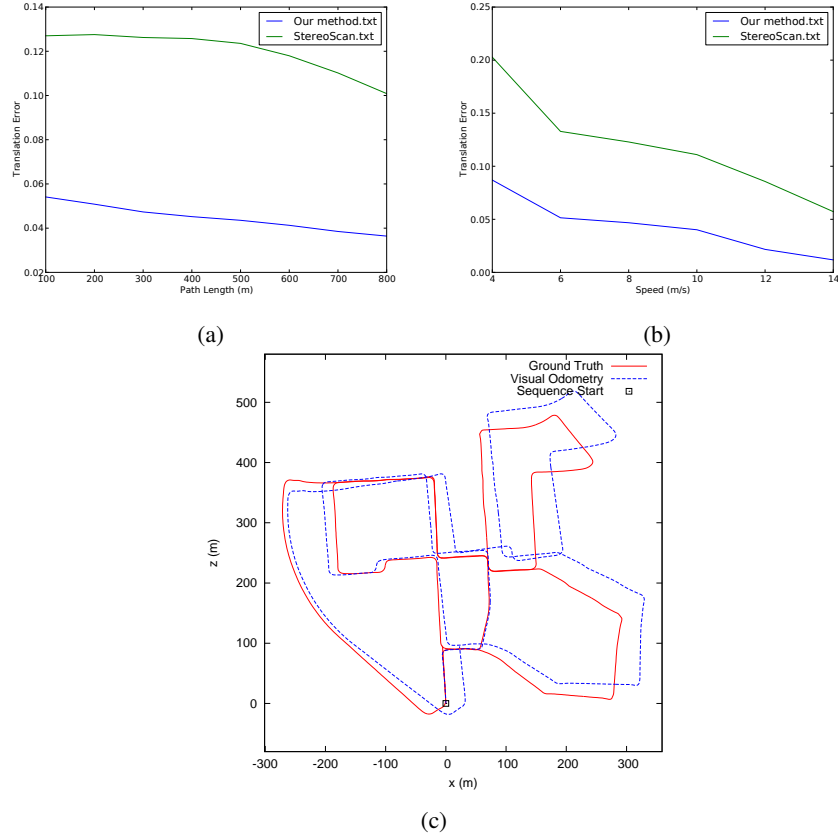 Our method.txt
StereoScan.txt
Translation Error
0.14
0.12
0.10
0.08
0.06
0.04
0.02
100 200 300 400 500 600 700 800
Path Length (m)
(a)
Our method.txt
StereoScan.txt
Translation Error
0.25
0.20
0.15
0.10
0.05
0.00
4 6 8 10 12 14
Speed (m/s)
(b)
Ground Truth
Visual Odometry
Sequence Start
z (m)
500
400
300
200
100
0
-300 -200 -100 0 100 200 300
x (m)
(c)